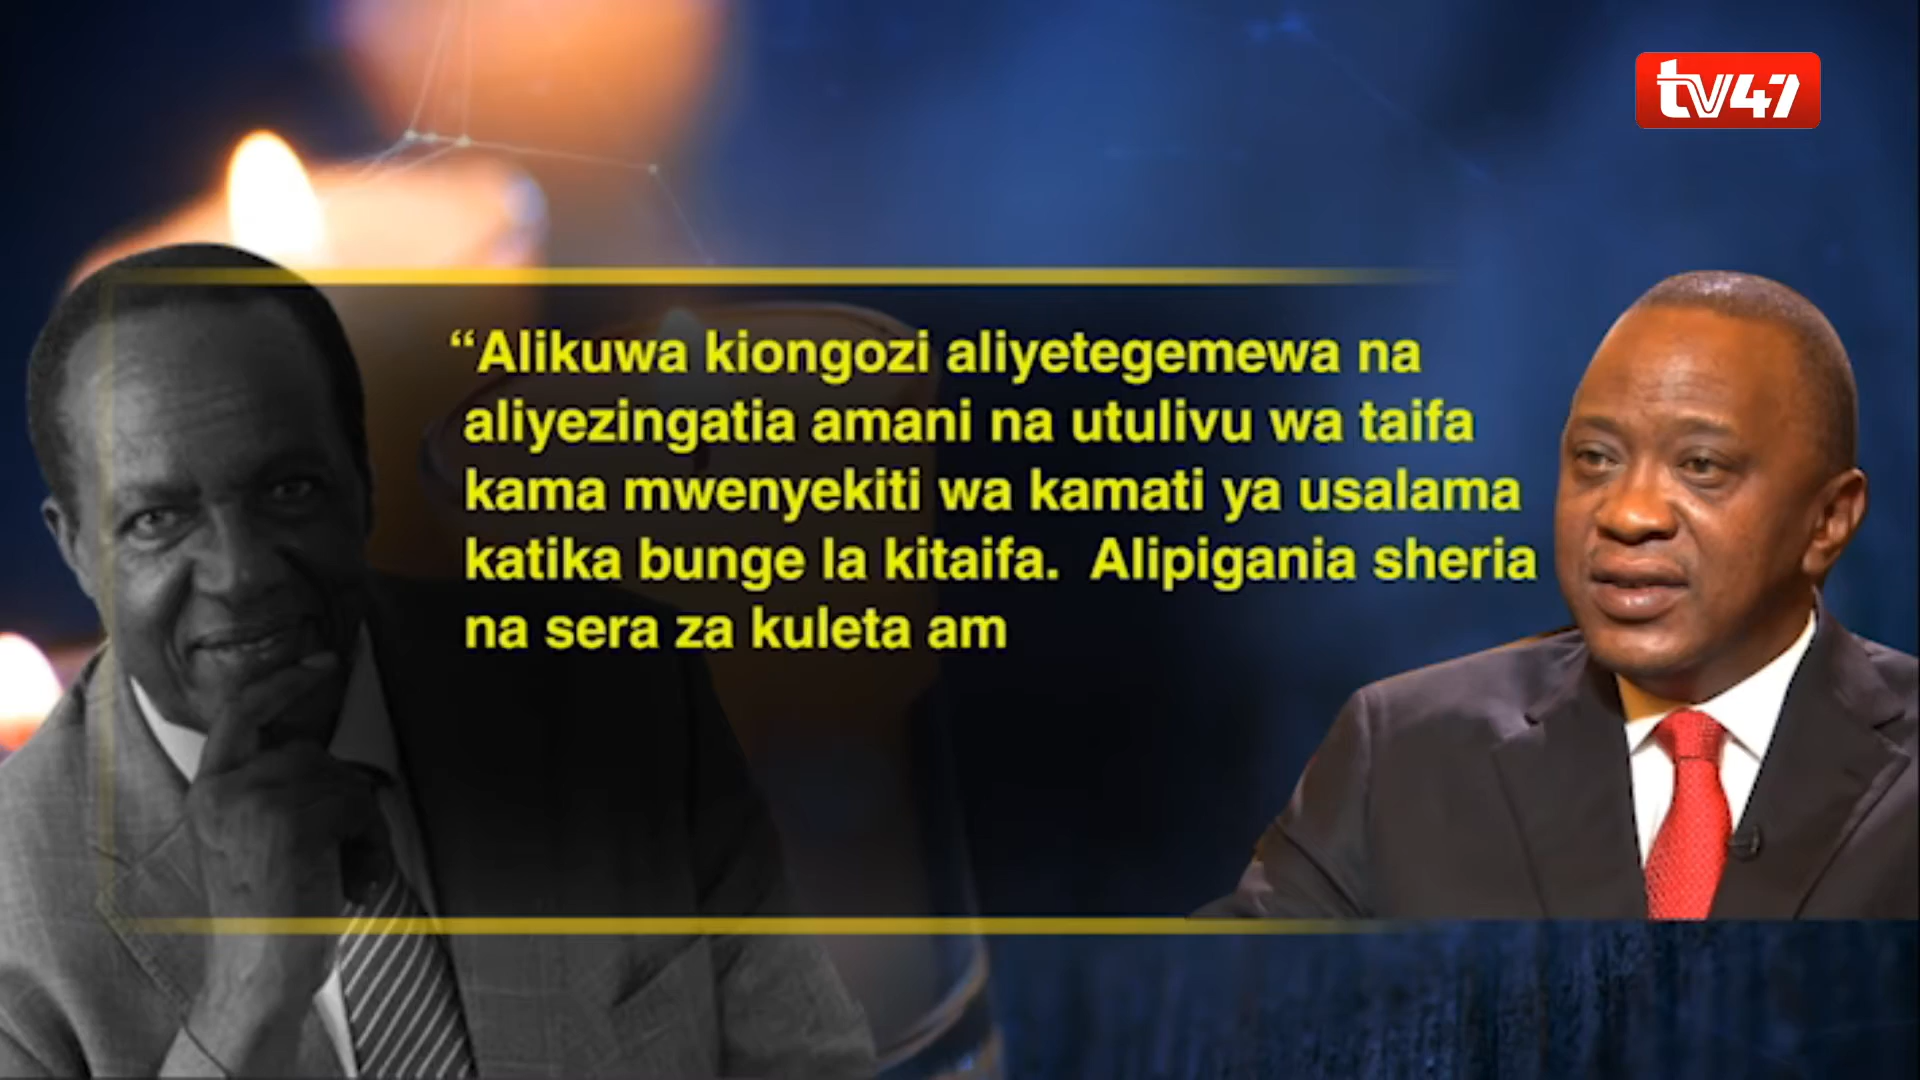 tv47
“Alikuwa kiongozi aliyetegemewa na
aliyezingatia amani na utulivu wa taifa
kama mwenyekiti wa kamati ya usalama
katika bunge la kitaifa. Alipigania sheria
na sera za kuleta am